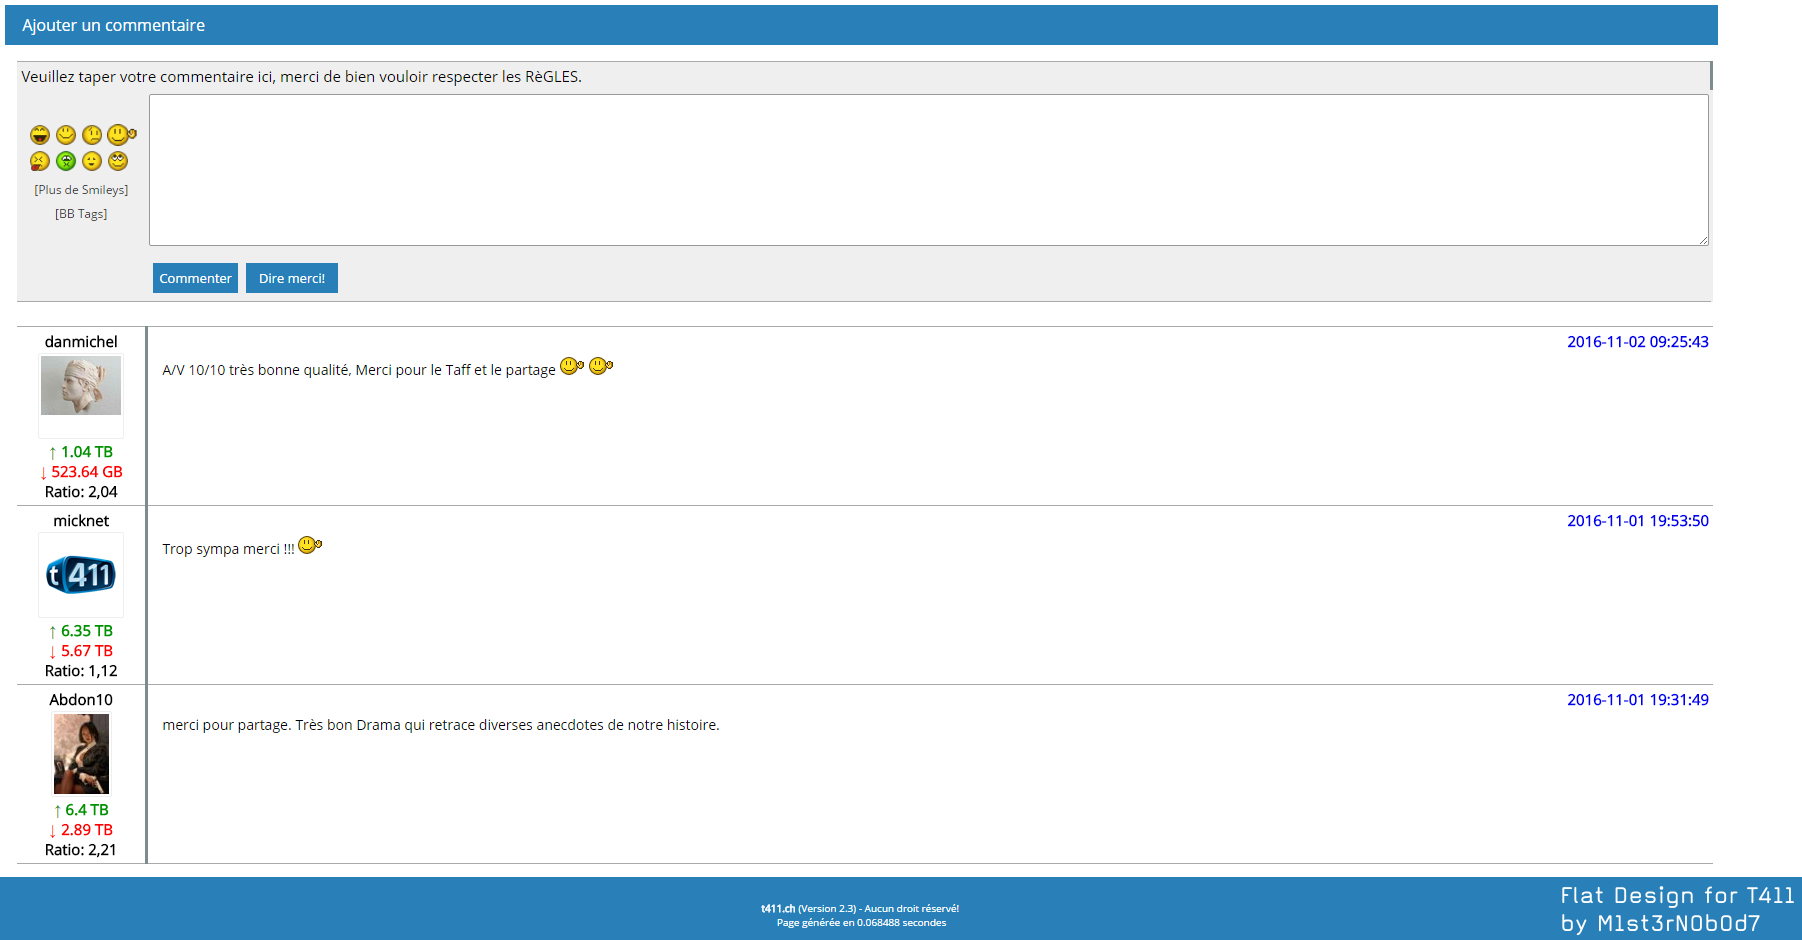 Ajouter un commentaire
Veuillez taper votre commentaire ici, merci de bien vouloir respecter les RèGLES.
[Plus de Smileys]
[BB Tags]
Commenter
Dire merci!
danmichel
2016-11-02 09:25:43
A/V 10/10 très bonne qualité, Merci pour le Taff et le partage
↑ 1.04 TB
↓ 523.64 GB
Ratio: 2,04
micknet
2016-11-01 19:53:50
Trop sympa merci !!!
t411
↑ 6.35 TB
↓ 5.67 TB
Ratio: 1,12
Abdon10
2016-11-01 19:31:49
merci pour partage. Très bon Drama qui retrace diverses anecdotes de notre histoire.
↑ 6.4 TB
↓ 2.89 TB
Ratio: 2,21
t411.ch (Version 2.3) - Aucun droit réservé!
Page générée en 0.068488 secondes
Flat Design for T411
by M1st3rN0b0d7